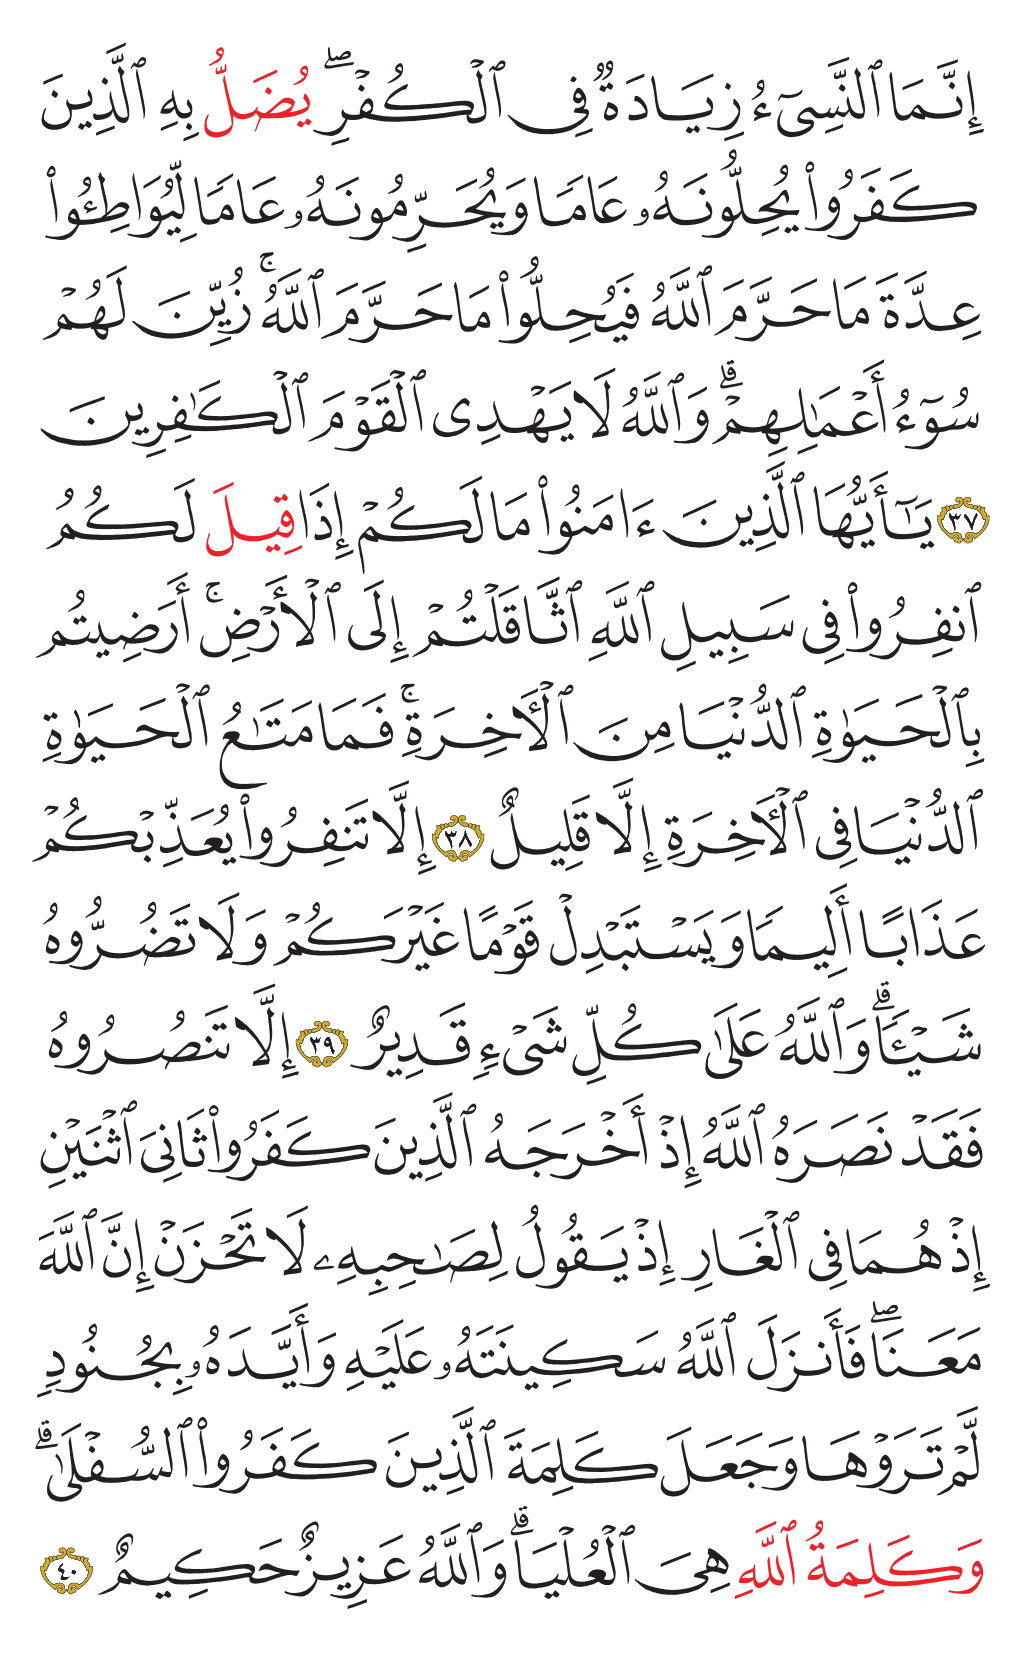 إِنَّمَا ٱلنَّسِىٓءُ زِيَادَةٌ فِى ٱلْكُفْرِ ۖ يُضَلُّ بِهِ ٱلَّذِينَ
كَفَرُوا۟ يُحِلُّونَهُۥ عَامًا وَيُحَرِّمُونَهُۥ عَامًا لِّيُوَاطِـُٔوا۟
عِدَّةَ مَا حَرَّمَ ٱللَّهُ فَيُحِلُّوا۟ مَا حَرَّمَ ٱللَّهُ ۚ زُيِّنَ لَهُمْ
سُوٓءُ أَعْمَـٰلِهِمْ ۗ وَٱللَّهُ لَا يَهْدِى ٱلْقَوْمَ ٱلْكَـٰفِرِينَ
٣٧ يَـٰٓأَيُّهَا ٱلَّذِينَ ءَامَنُوا۟ مَا لَكُمْ إِذَا قِيلَ لَكُمُ
ٱنفِرُوا۟ فِى سَبِيلِ ٱللَّهِ ٱثَّاقَلْتُمْ إِلَى ٱلْأَرْضِ ۚ أَرَضِيتُم
بِٱلْحَيَوٰةِ ٱلدُّنْيَا مِنَ ٱلْـَٔاخِرَةِ ۚ فَمَا مَتَـٰعُ ٱلْحَيَوٰةِ
ٱلدُّنْيَا فِى ٱلْـَٔاخِرَةِ إِلَّا قَلِيلٌ ٣٨ إِلَّا تَنفِرُوا۟ يُعَذِّبْكُمْ
عَذَابًا أَلِيمًا وَيَسْتَبْدِلْ قَوْمًا غَيْرَكُمْ وَلَا تَضُرُّوهُ
شَيْـًٔا ۗ وَٱللَّهُ عَلَىٰ كُلِّ شَىْءٍ قَدِيرٌ ٣٩ إِلَّا تَنصُرُوهُ
فَقَدْ نَصَرَهُ ٱللَّهُ إِذْ أَخْرَجَهُ ٱلَّذِينَ كَفَرُوا۟ ثَانِىَ ٱثْنَيْنِ
إِذْ هُمَا فِى ٱلْغَارِ إِذْ يَقُولُ لِصَـٰحِبِهِۦ لَا تَحْزَنْ إِنَّ ٱللَّهَ
مَعَنَا ۖ فَأَنزَلَ ٱللَّهُ سَكِينَتَهُۥ عَلَيْهِ وَأَيَّدَهُۥ بِجُنُودٍ
لَّمْ تَرَوْهَا وَجَعَلَ كَلِمَةَ ٱلَّذِينَ كَفَرُوا۟ ٱلسُّفْلَىٰ ۗ
وَكَلِمَةُ ٱللَّهِ هِىَ ٱلْعُلْيَا ۗ وَٱللَّهُ عَزِيزٌ حَكِيمٌ ٤٠